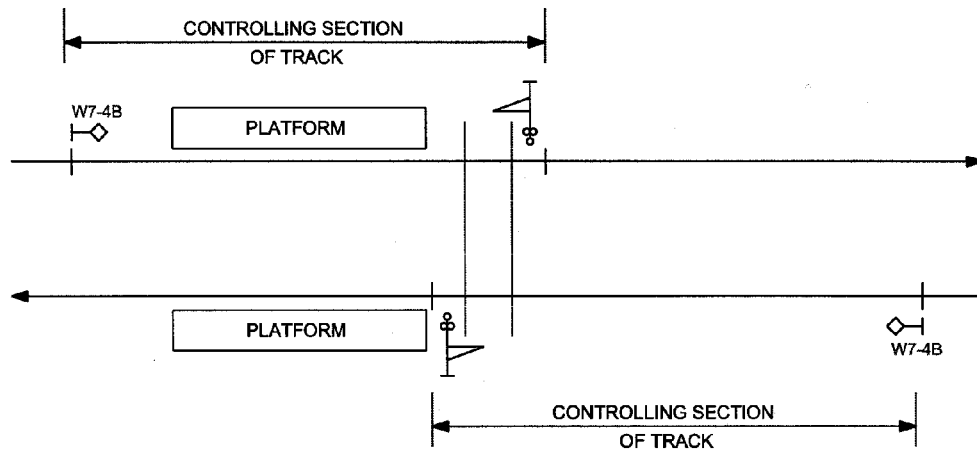 CONTROLLING SECTION
OF TRACK
W7-4B
PLATFORM
PLATFORM
W7-4B
CONTROLLING SECTION
OF TRACK